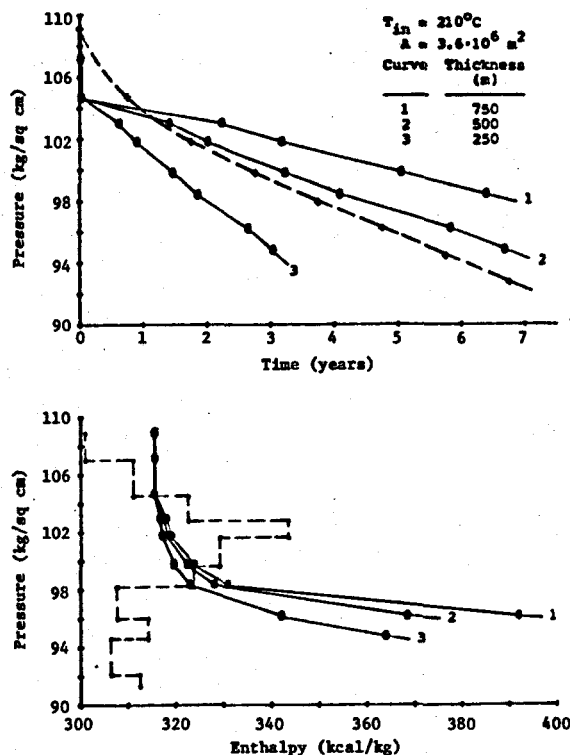 110
106
102
98
94
90
Pressure (kg/sq cm)
T_in = 210°C
A = 3.6·10⁶ m²
Curve Thickness (m)
1 750
2 500
3 250
1
2
3
0 1 2 3 4 5 6 7
Time (years)
110
106
102
98
94
90
Pressure (kg/sq cm)
1
2
3
300 320 340 360 380 400
Enthalpy (kcal/kg)